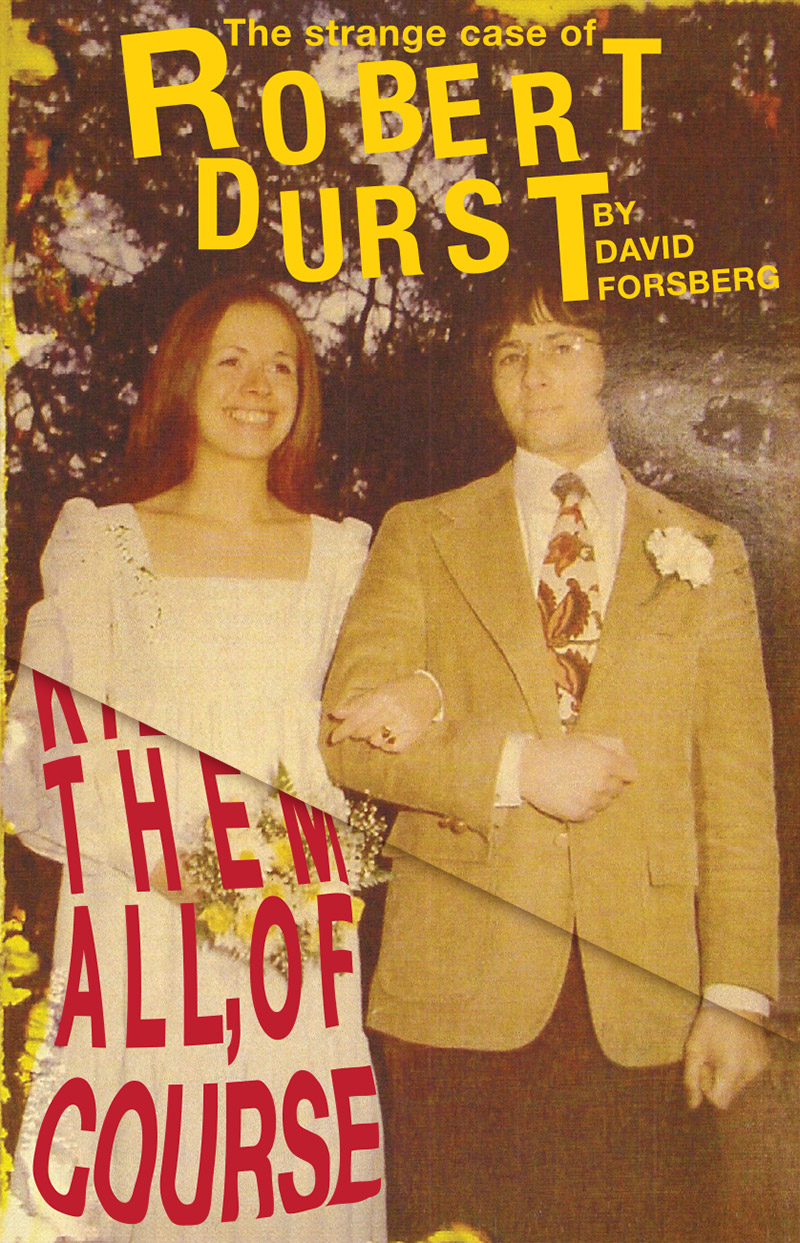 The strange case of
ROBERT
DURST
BY
DAVID
FORSBERG
THEM
ALL, OF
COURSE